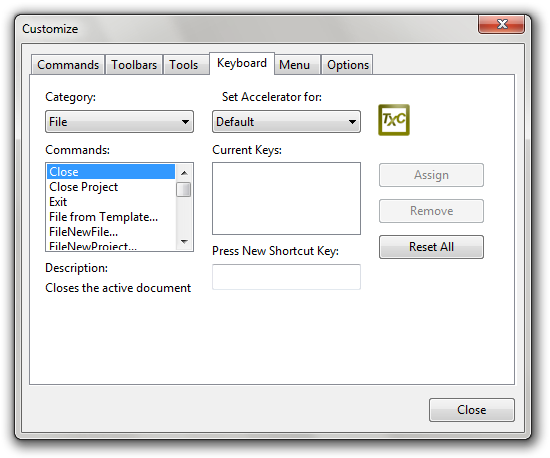 Customize
Commands Toolbars Tools Keyboard Menu Options
Category: Set Accelerator for:
File Default TXC
Commands: Current Keys:
Close
Close Project
Exit
File from Template...
FileNewFile...
FileNewProject...
Assign
Remove
Reset All
Press New Shortcut Key:
Description:
Closes the active document
Close